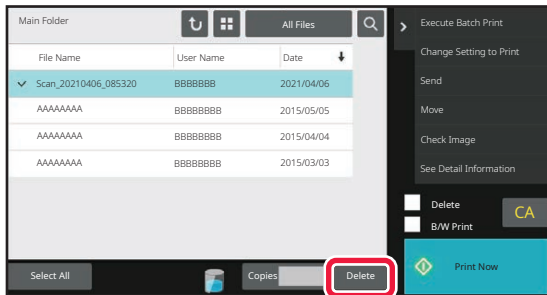 Main Folder
All Files
File Name User Name Date
Scan_20210406_085320 BBBBBBB 2021/04/06
AAAAAAAA BBBBBBBB 2015/05/05
AAAAAAAA BBBBBBBB 2015/04/04
AAAAAAAA BBBBBBBB 2015/03/03
Select All
Copies
Delete
Execute Batch Print
Change Setting to Print
Send
Move
Check Image
See Detail Information
Delete
B/W Print
CA
Print Now